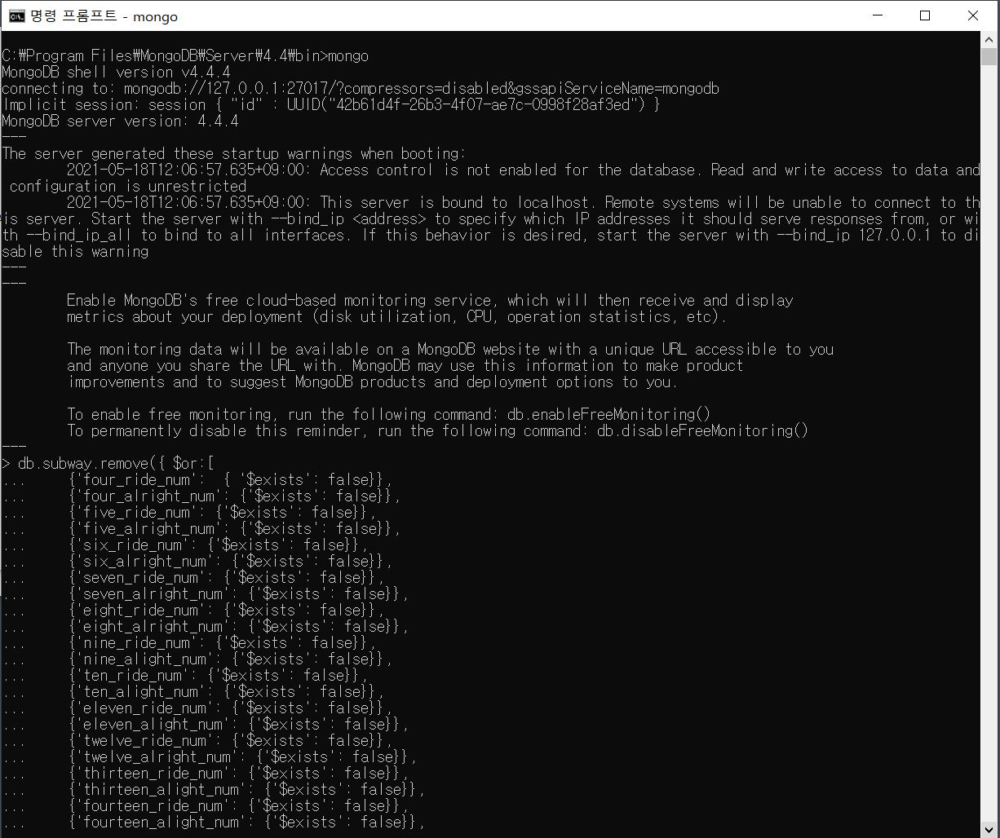 명령 프롬프트 - mongo
C:₩Program Files₩MongoDB₩Server₩4.4₩bin>mongo
MongoDB shell version v4.4.4
connecting to: mongodb://127.0.0.1:27017/?compressors=disabled&gssapiServiceName=mongodb
Implicit session: session { "id" : UUID("42b61d4f-26b3-4f07-ae7c-0998f28af3ed") }
MongoDB server version: 4.4.4
---
The server generated these startup warnings when booting:
        2021-05-18T12:06:57.635+09:00: Access control is not enabled for the database. Read and write access to data and
 configuration is unrestricted
        2021-05-18T12:06:57.635+09:00: This server is bound to localhost. Remote systems will be unable to connect to th
is server. Start the server with --bind_ip <address> to specify which IP addresses it should serve responses from, or wi
th --bind_ip_all to bind to all interfaces. If this behavior is desired, start the server with --bind_ip 127.0.0.1 to di
sable this warning
---
---
        Enable MongoDB's free cloud-based monitoring service, which will then receive and display
        metrics about your deployment (disk utilization, CPU, operation statistics, etc).
        The monitoring data will be available on a MongoDB website with a unique URL accessible to you
        and anyone you share the URL with. MongoDB may use this information to make product
        improvements and to suggest MongoDB products and deployment options to you.
        To enable free monitoring, run the following command: db.enableFreeMonitoring()
        To permanently disable this reminder, run the following command: db.disableFreeMonitoring()
---
> db.subway.remove({ $or:[
...     {'four_ride_num':  { '$exists': false}},
...     {'four_alright_num': {'$exists': false}},
...     {'five_ride_num': {'$exists': false}},
...     {'five_alright_num': {'$exists': false}},
...     {'six_ride_num': {'$exists': false}},
...     {'six_alright_num': {'$exists': false}},
...     {'seven_ride_num': {'$exists': false}},
...     {'seven_alright_num': {'$exists': false}},
...     {'eight_ride_num': {'$exists': false}},
...     {'eight_alright_num': {'$exists': false}},
...     {'nine_ride_num': {'$exists': false}},
...     {'nine_alight_num': {'$exists': false}},
...     {'ten_ride_num': {'$exists': false}},
...     {'ten_alight_num': {'$exists': false}},
...     {'eleven_ride_num': {'$exists': false}},
...     {'eleven_alight_num': {'$exists': false}},
...     {'twelve_ride_num': {'$exists': false}},
...     {'twelve_alright_num': {'$exists': false}},
...     {'thirteen_ride_num': {'$exists': false}},
...     {'thirteen_alight_num': {'$exists': false}},
...     {'fourteen_ride_num': {'$exists': false}},
...     {'fourteen_alight_num': {'$exists': false}},